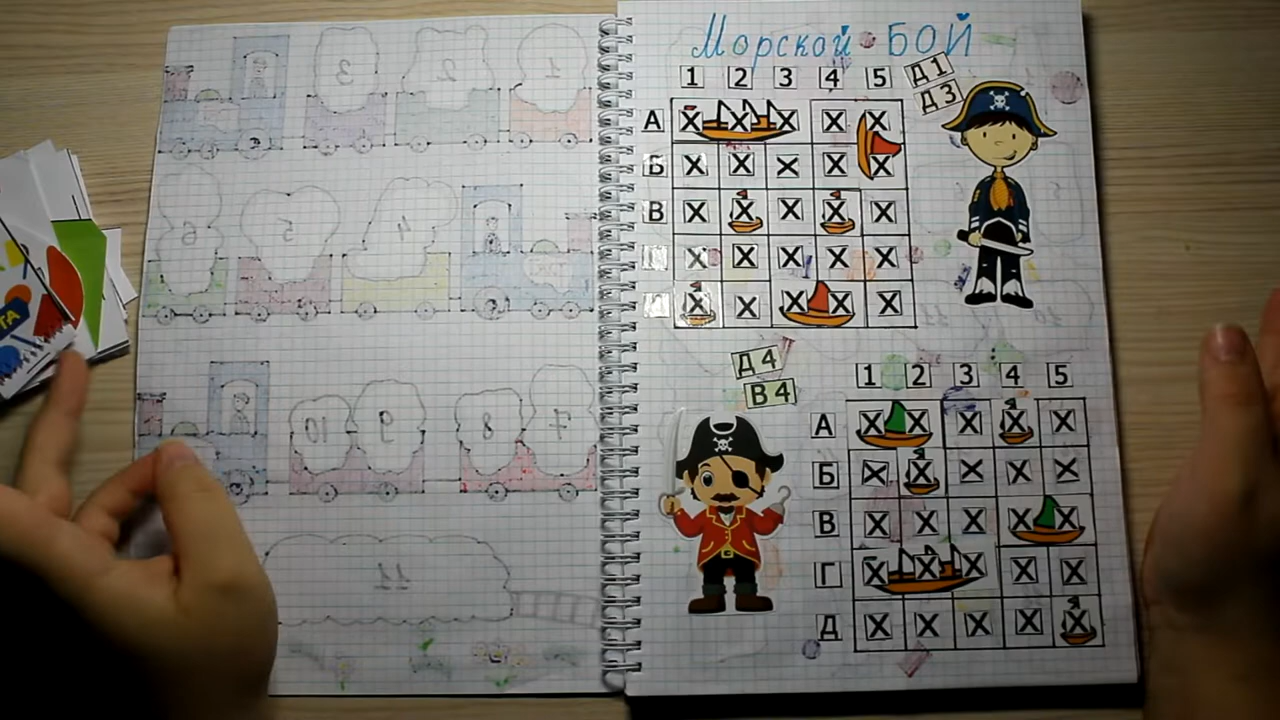 Морской БОЙ
1 2 3 4 5
Д1
Д3
А X X X X X
Б X X X X X
В X X X X X
Г X X X X X
Д X X X X X
Д4
В4
1 2 3 4 5
А X X X X X
Б X X X X X
В X X X X X
Г X X X X X
Д X X X X X
3 2 1
6 5 4
10 9 8 7
11